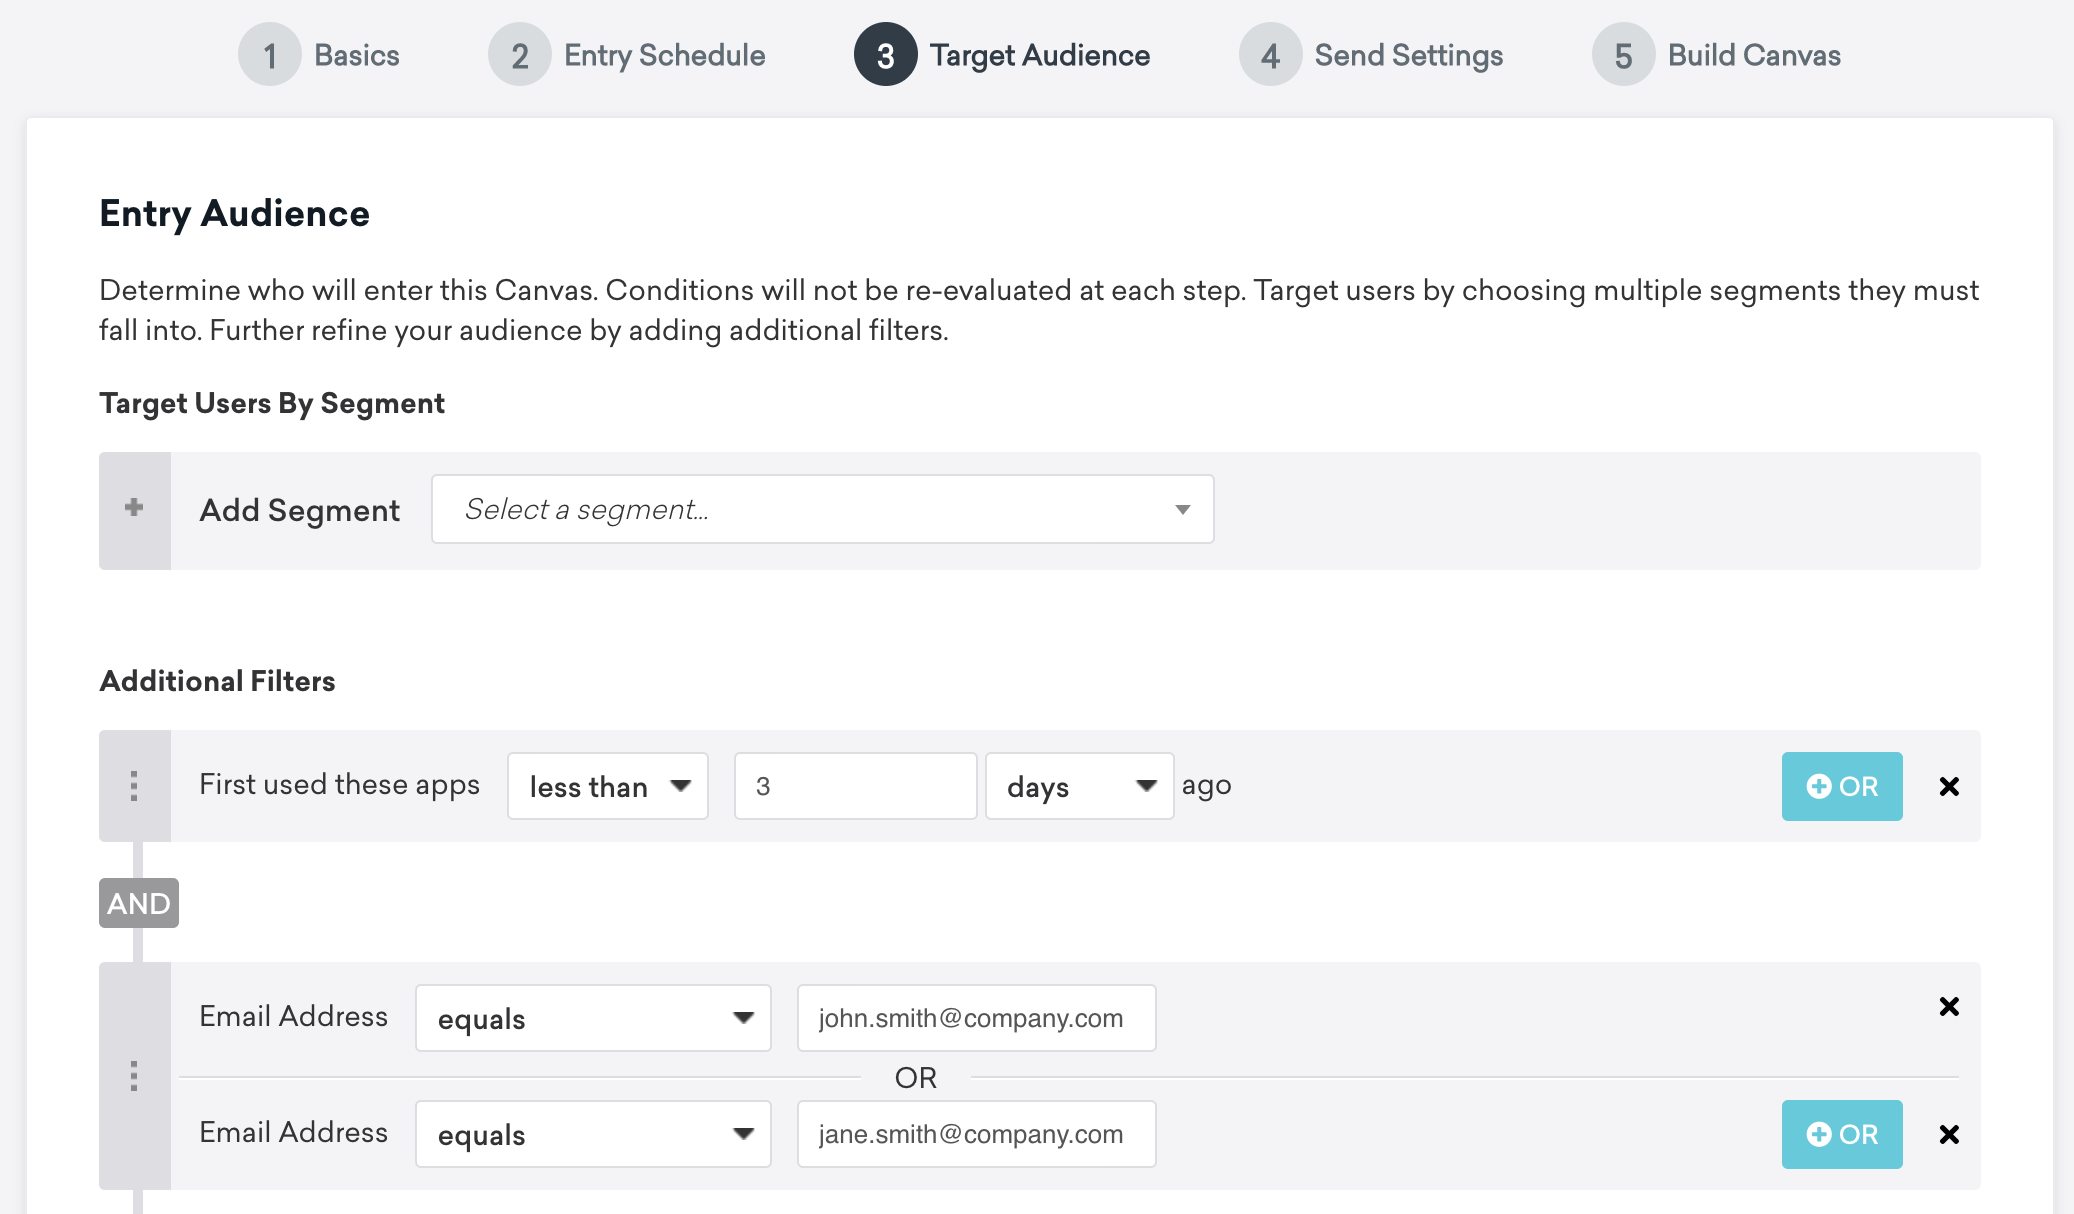 1 Basics 2 Entry Schedule 3 Target Audience 4 Send Settings 5 Build Canvas
Entry Audience
Determine who will enter this Canvas. Conditions will not be re-evaluated at each step. Target users by choosing multiple segments they must
fall into. Further refine your audience by adding additional filters.
Target Users By Segment
+ Add Segment Select a segment...
Additional Filters
First used these apps less than 3 days ago OR
AND
Email Address equals john.smith@company.com
OR
Email Address equals jane.smith@company.com OR